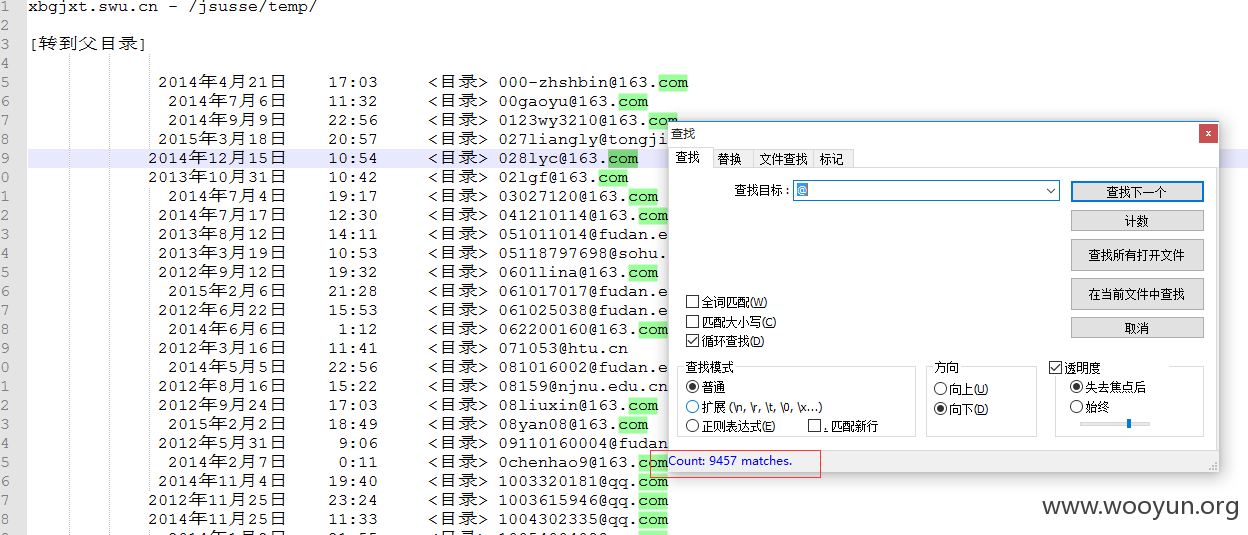 1 xbgjxt.swu.cn - /jsusse/temp/
2
3 [转到父目录]
4
5 2014年4月21日 17:03 <目录> 000-zhshbin@163.com
6 2014年7月6日 11:32 <目录> 00gaoyu@163.com
7 2014年9月9日 22:56 <目录> 0123wy3210@163.com
8 2015年3月18日 20:57 <目录> 027liangly@tongji
9 2014年12月15日 10:54 <目录> 028lyc@163.com
0 2013年10月31日 10:42 <目录> 02lgf@163.com
1 2014年7月4日 19:17 <目录> 03027120@163.com
2 2014年7月17日 12:30 <目录> 041210114@163.com
3 2013年8月12日 14:11 <目录> 051011014@fudan.e
4 2013年3月19日 10:53 <目录> 05118797698@sohu.
5 2012年9月12日 19:32 <目录> 0601lina@163.com
6 2015年2月6日 21:28 <目录> 061017017@fudan.e
7 2012年6月22日 15:53 <目录> 061025038@fudan.e
8 2014年6月6日 1:12 <目录> 062200160@163.com
9 2012年3月16日 11:41 <目录> 071053@htu.cn
0 2014年5月5日 22:56 <目录> 081016002@fudan.e
1 2012年8月16日 15:22 <目录> 08159@njnu.edu.cn
2 2012年9月24日 17:03 <目录> 08liuxin@163.com
3 2015年2月2日 18:49 <目录> 08yan08@163.com
4 2012年5月31日 9:06 <目录> 09110160004@fudan
5 2014年2月7日 0:11 <目录> 0chenhao9@163.com
6 2014年11月4日 19:40 <目录> 1003320181@qq.com
7 2012年11月25日 23:24 <目录> 1003615946@qq.com
8 2014年11月25日 11:33 <目录> 1004302335@qq.com
查找 x
查找 替换 文件查找 标记
查找目标： @ 查找下一个
计数
查找所有打开文件
在当前文件中查找
取消
全词匹配(W)
匹配大小写(C)
循环查找(D)
查找模式
普通
扩展 (\n, \r, \t, \0, \x...)
正则表达式(E) . 匹配新行
方向
向上(U)
向下(D)
透明度
失去焦点后
始终
Count: 9457 matches.
www.wooyun.org